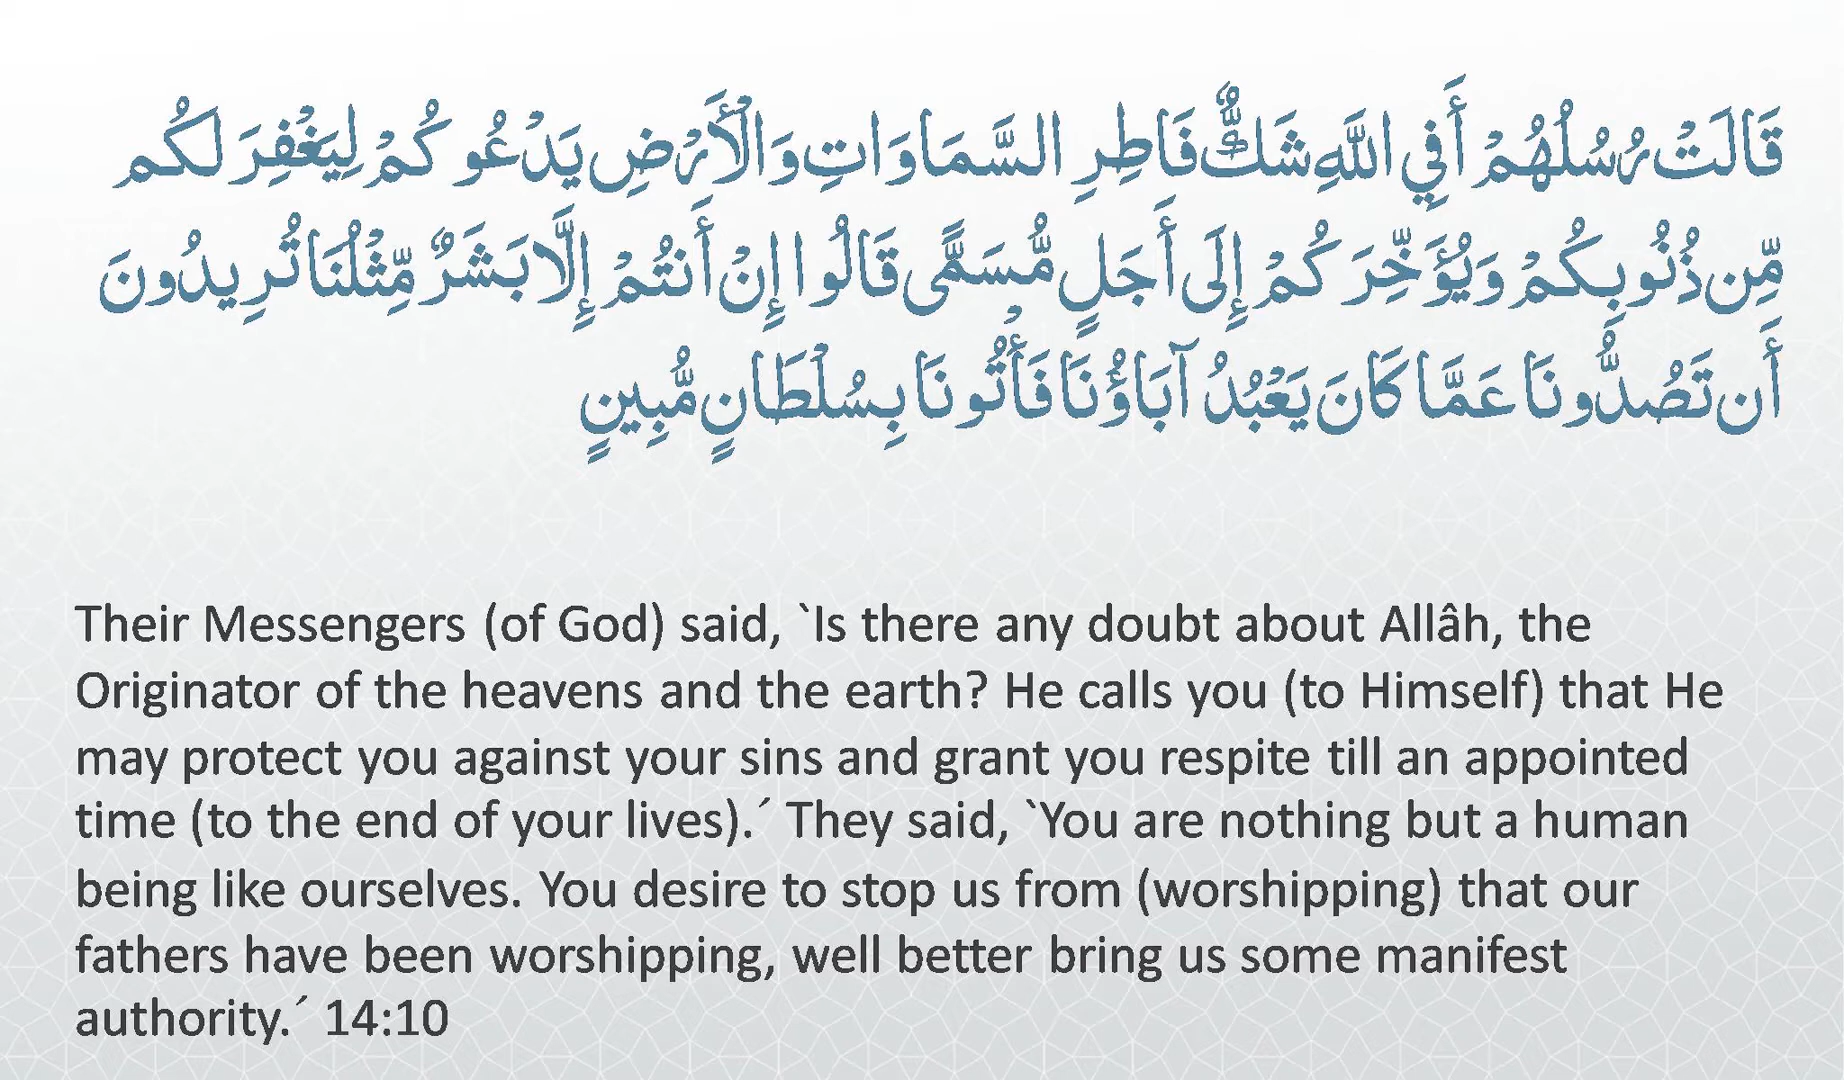 قَالَتْ رُسُلُهُمْ أَفِي اللَّهِ شَكٌّ فَاطِرِ السَّمَاوَاتِ وَالْأَرْضِ يَدْعُوكُمْ لِيَغْفِرَ لَكُم
مِّن ذُنُوبِكُمْ وَيُؤَخِّرَكُمْ إِلَى أَجَلٍ مُّسَمًّى قَالُوا إِنْ أَنتُمْ إِلَّا بَشَرٌ مِّثْلُنَا تُرِيدُونَ
أَن تَصُدُّونَا عَمَّا كَانَ يَعْبُدُ آبَاؤُنَا فَأْتُونَا بِسُلْطَانٍ مُّبِينٍ
Their Messengers (of God) said, `Is there any doubt about Allâh, the
Originator of the heavens and the earth? He calls you (to Himself) that He
may protect you against your sins and grant you respite till an appointed
time (to the end of your lives).´ They said, `You are nothing but a human
being like ourselves. You desire to stop us from (worshipping) that our
fathers have been worshipping, well better bring us some manifest
authority.´ 14:10